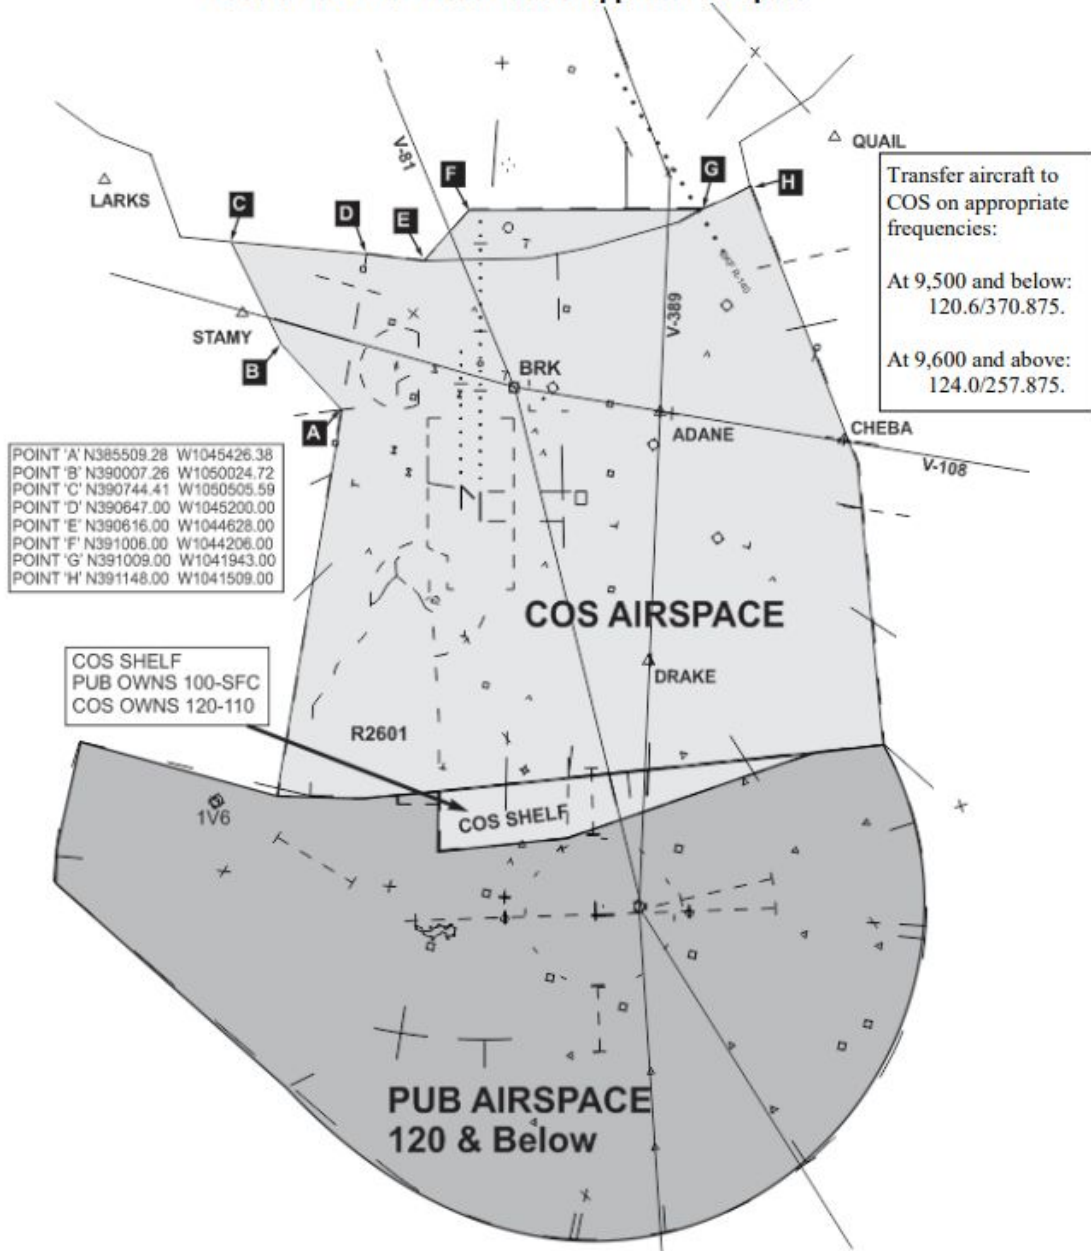 V-81
QUAIL
F
G
H
LARKS
C
D
E
Transfer aircraft to
COS on appropriate
frequencies:
At 9,500 and below:
120.6/370.875.
At 9,600 and above:
124.0/257.875.
7
R-140
V-389
STAMY
B
7
BRK
A
ADANE
CHEBA
V-108
POINT 'A' N385509.28 W1045426.38
POINT 'B' N390007.26 W1050024.72
POINT 'C' N390744.41 W1050505.59
POINT 'D' N390647.00 W1045200.00
POINT 'E' N390616.00 W1044628.00
POINT 'F' N391006.00 W1044206.00
POINT 'G' N391009.00 W1041943.00
POINT 'H' N391148.00 W1041509.00
COS AIRSPACE
COS SHELF
PUB OWNS 100-SFC
COS OWNS 120-110
DRAKE
R2601
1V6
COS SHELF
PUB AIRSPACE
120 & Below